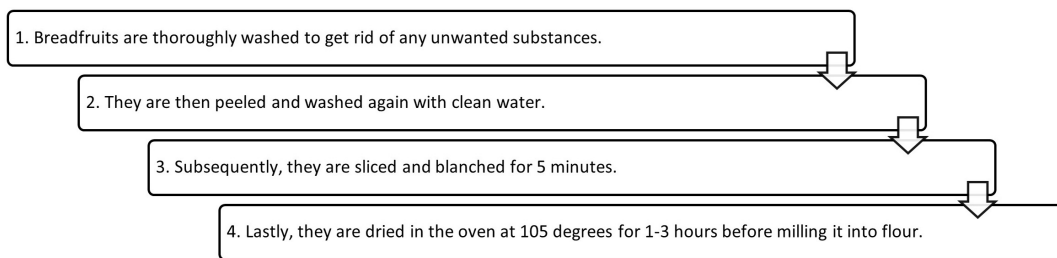 1. Breadfruits are thoroughly washed to get rid of any unwanted substances.
2. They are then peeled and washed again with clean water.
3. Subsequently, they are sliced and blanched for 5 minutes.
4. Lastly, they are dried in the oven at 105 degrees for 1-3 hours before milling it into flour.